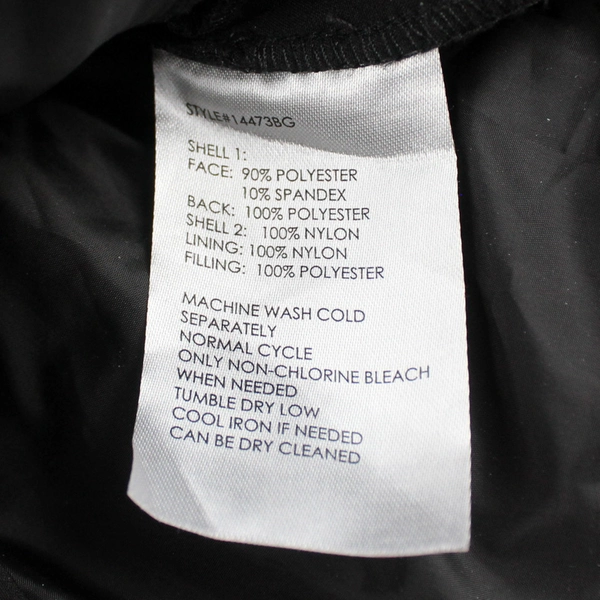 STYLE#14473BG
SHELL 1:
FACE: 90% POLYESTER
10% SPANDEX
BACK: 100% POLYESTER
SHELL 2: 100% NYLON
LINING: 100% NYLON
FILLING: 100% POLYESTER
MACHINE WASH COLD
SEPARATELY
NORMAL CYCLE
ONLY NON-CHLORINE BLEACH
WHEN NEEDED
TUMBLE DRY LOW
COOL IRON IF NEEDED
CAN BE DRY CLEANED